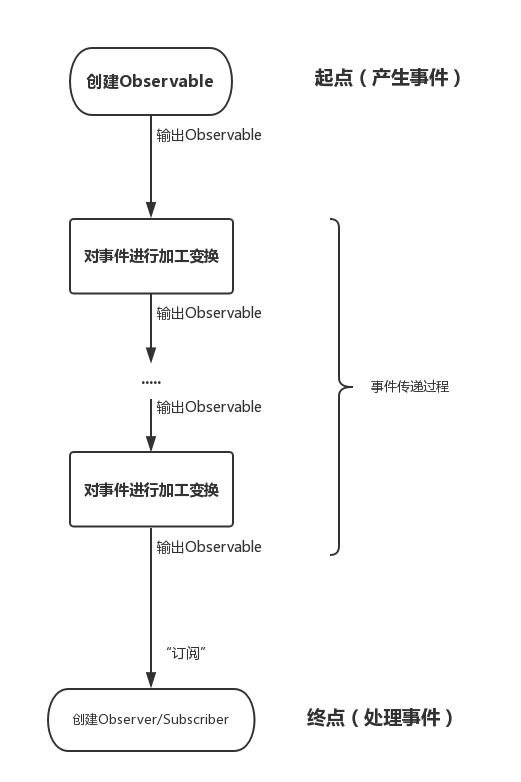 创建Observable
起点（产生事件）
输出Observable
对事件进行加工变换
输出Observable
.....
事件传递过程
输出Observable
对事件进行加工变换
输出Observable
“订阅”
创建Observer/Subscriber
终点（处理事件）